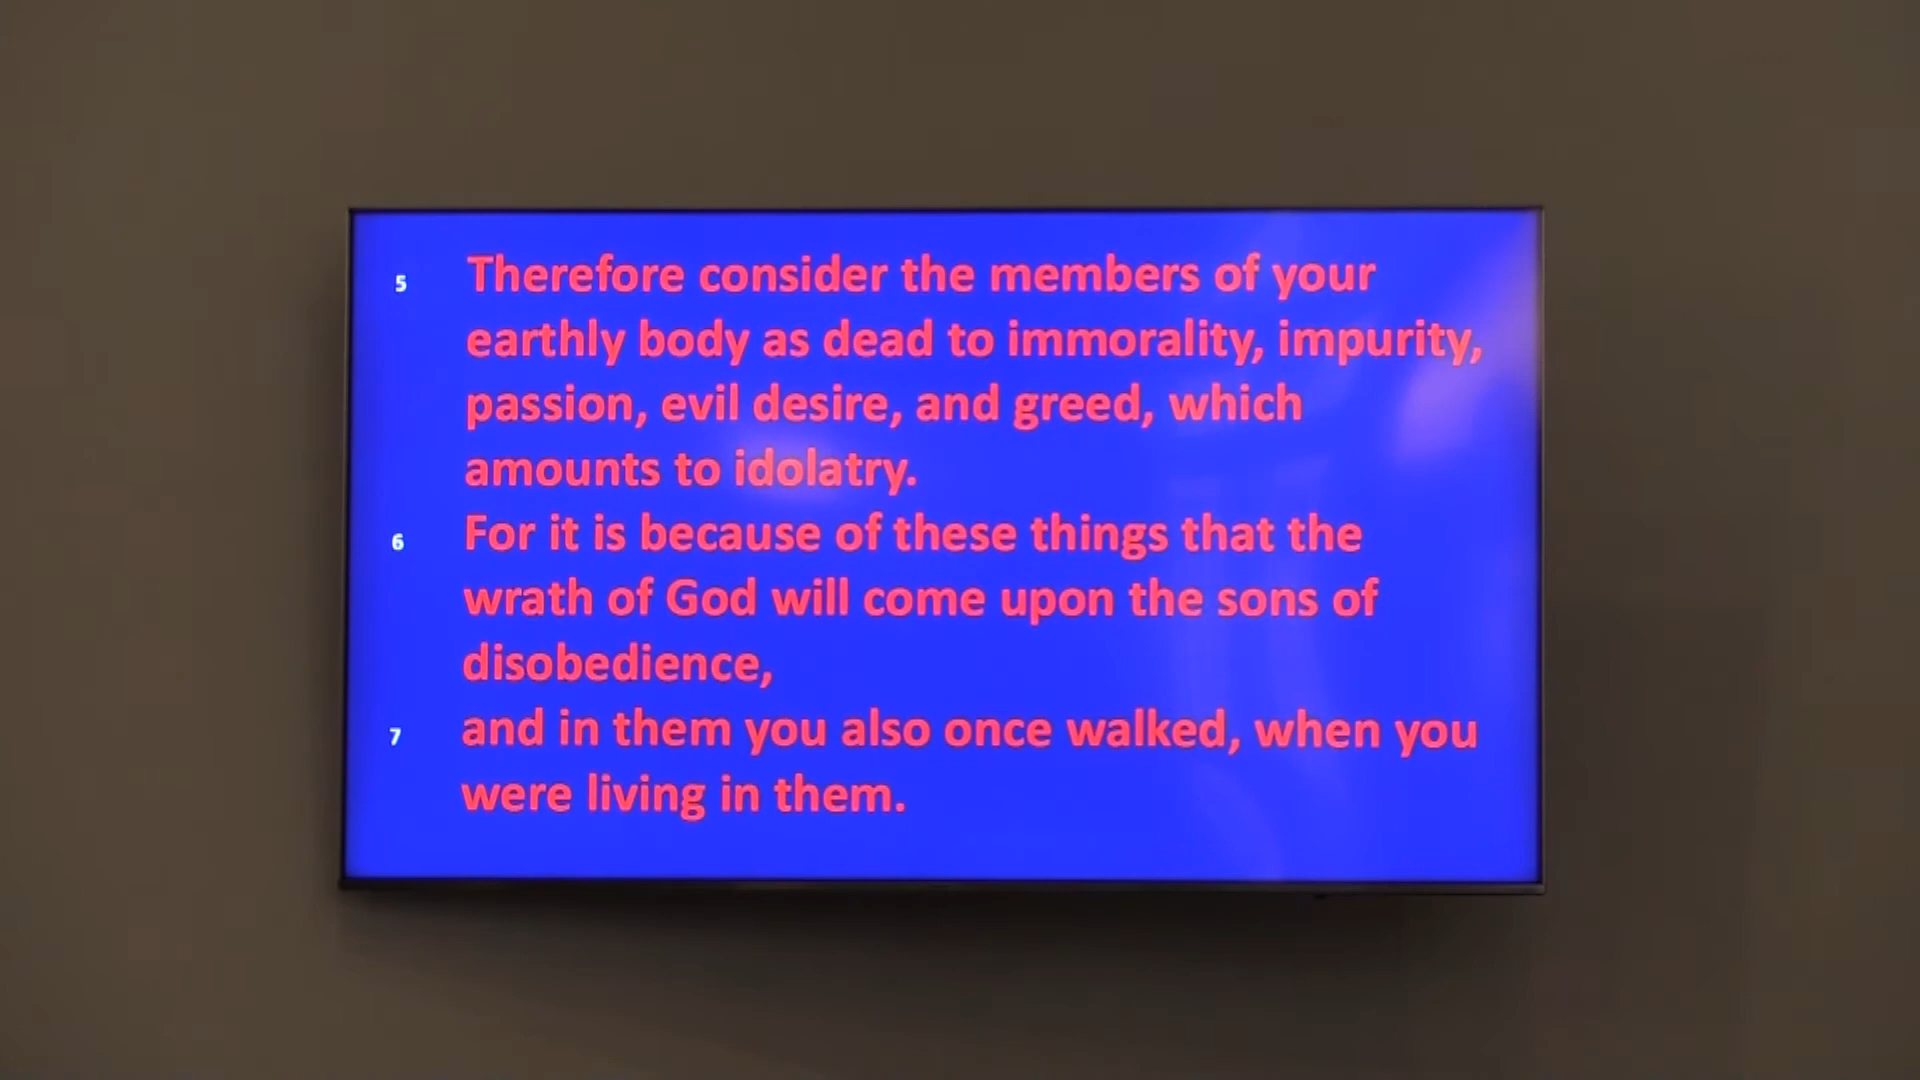 5 Therefore consider the members of your
earthly body as dead to immorality, impurity,
passion, evil desire, and greed, which
amounts to idolatry.
6 For it is because of these things that the
wrath of God will come upon the sons of
disobedience,
7 and in them you also once walked, when you
were living in them.